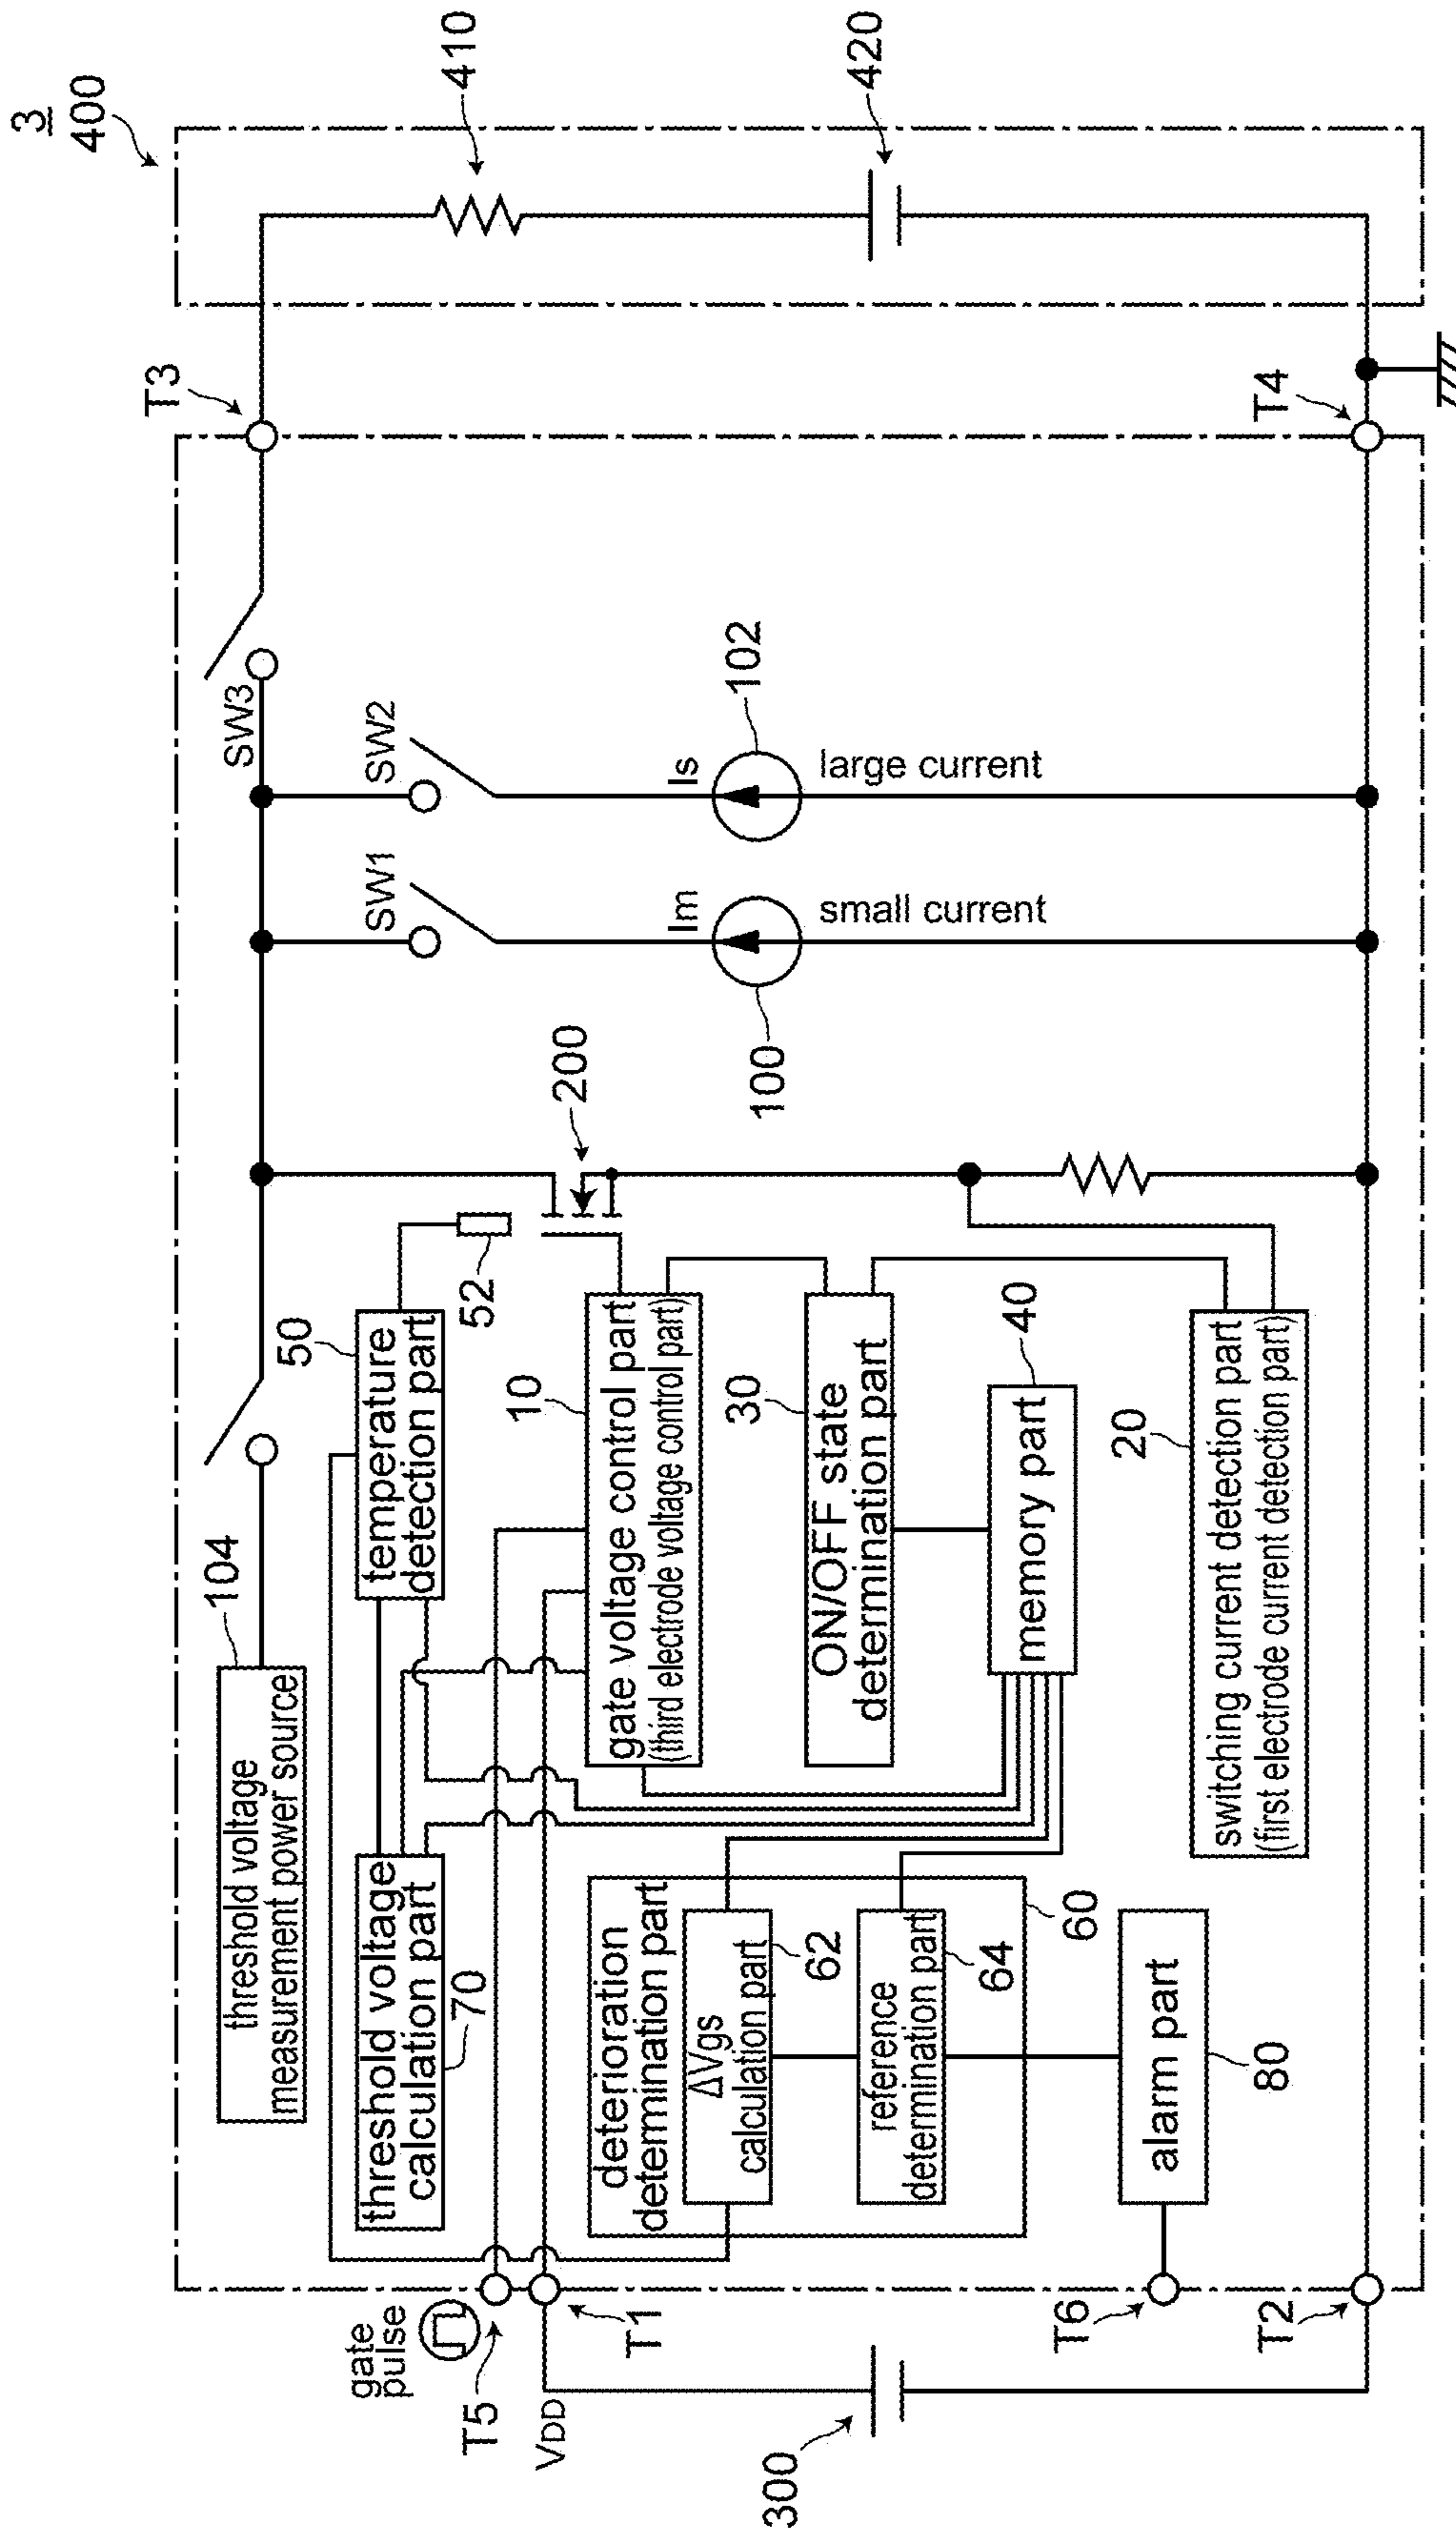 3
400
410
420
T3
T4
SW3
SW2
SW1
Is
102
large current
Im
100
small current
200
104
threshold voltage
measurement power source
50
temperature
detection part
52
threshold voltage
calculation part
70
10
gate voltage control part
(third electrode voltage control part)
30
ON/OFF state
determination part
40
memory part
20
switching current detection part
(first electrode current detection part)
deterioration
determination part
ΔVgs
calculation part
62
reference
determination part
64
60
alarm part
80
gate
pulse
T5
T1
VDD
T6
T2
300